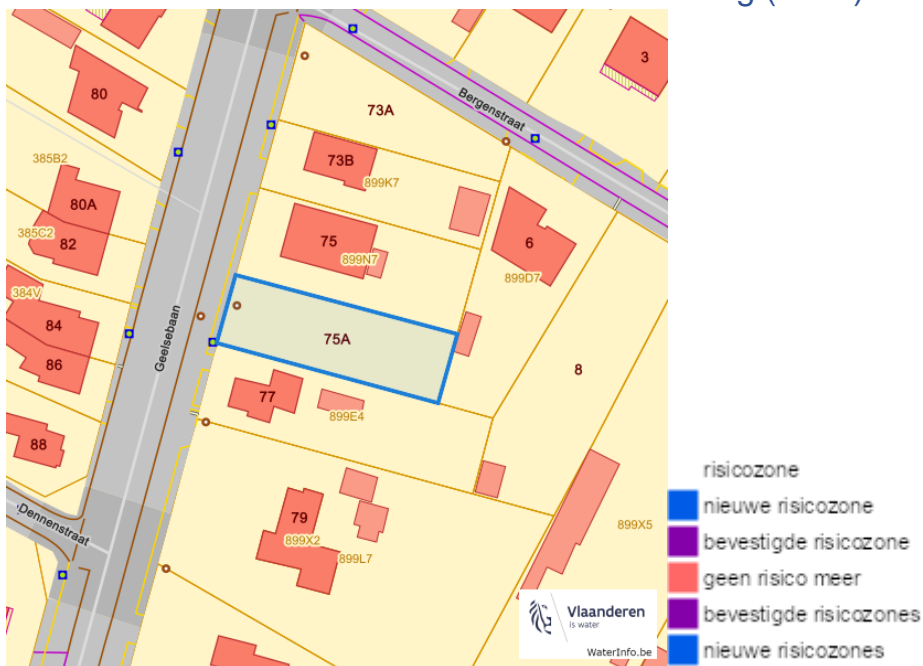 3
80
73A
Bergenstraat
73B
899K7
385B2
80A
385C2
82
75
899N7
6
899D7
384V
84
86
Geelsebaan
75A
8
77
899E4
88
Dennenstraat
79
899X2
899L7
899X5
Vlaanderen
is water
WaterInfo.be
risicozone
nieuwe risicozone
bevestigde risicozone
geen risico meer
bevestigde risicozones
nieuwe risicozones